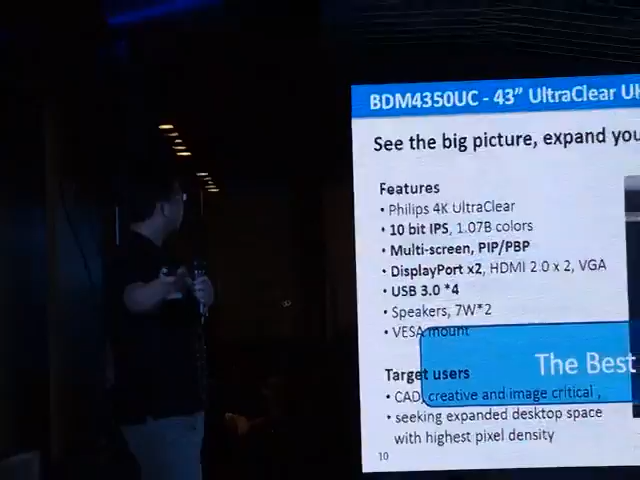 BDM4350UC - 43" UltraClear
See the big picture, expand
Features
• Philips 4K UltraClear
• 10 bit IPS, 1.07B colors
• Multi-screen, PIP/PBP
• DisplayPort x2, HDMI 2.0 x 2, VGA
• USB 3.0 *4
• Speakers, 7W*2
• VESA mount
The Best
Target users
• CAD, creative and image critical ,
• seeking expanded desktop space
with highest pixel density
10